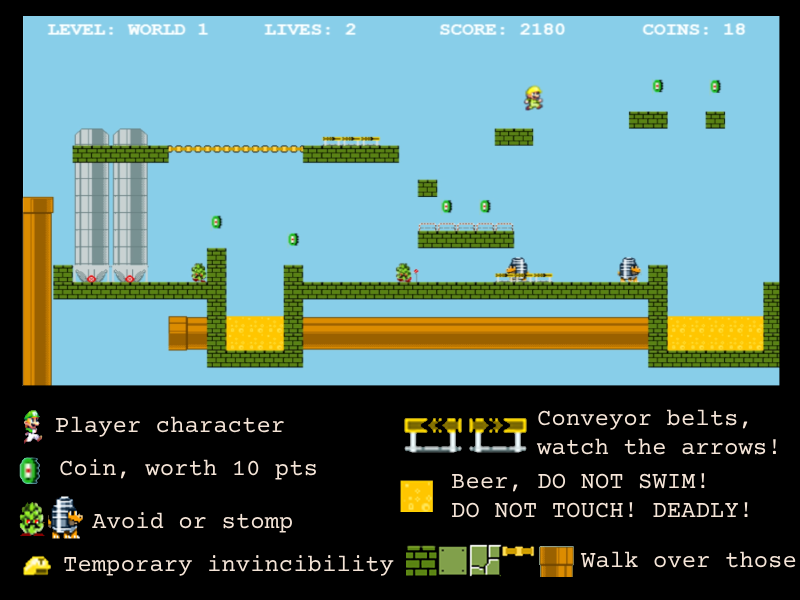 LEVEL: WORLD 1 LIVES: 2 SCORE: 2180 COINS: 18
Player character
Coin, worth 10 pts
Avoid or stomp
Temporary invincibility
Conveyor belts,
watch the arrows!
Beer, DO NOT SWIM!
DO NOT TOUCH! DEADLY!
Walk over those